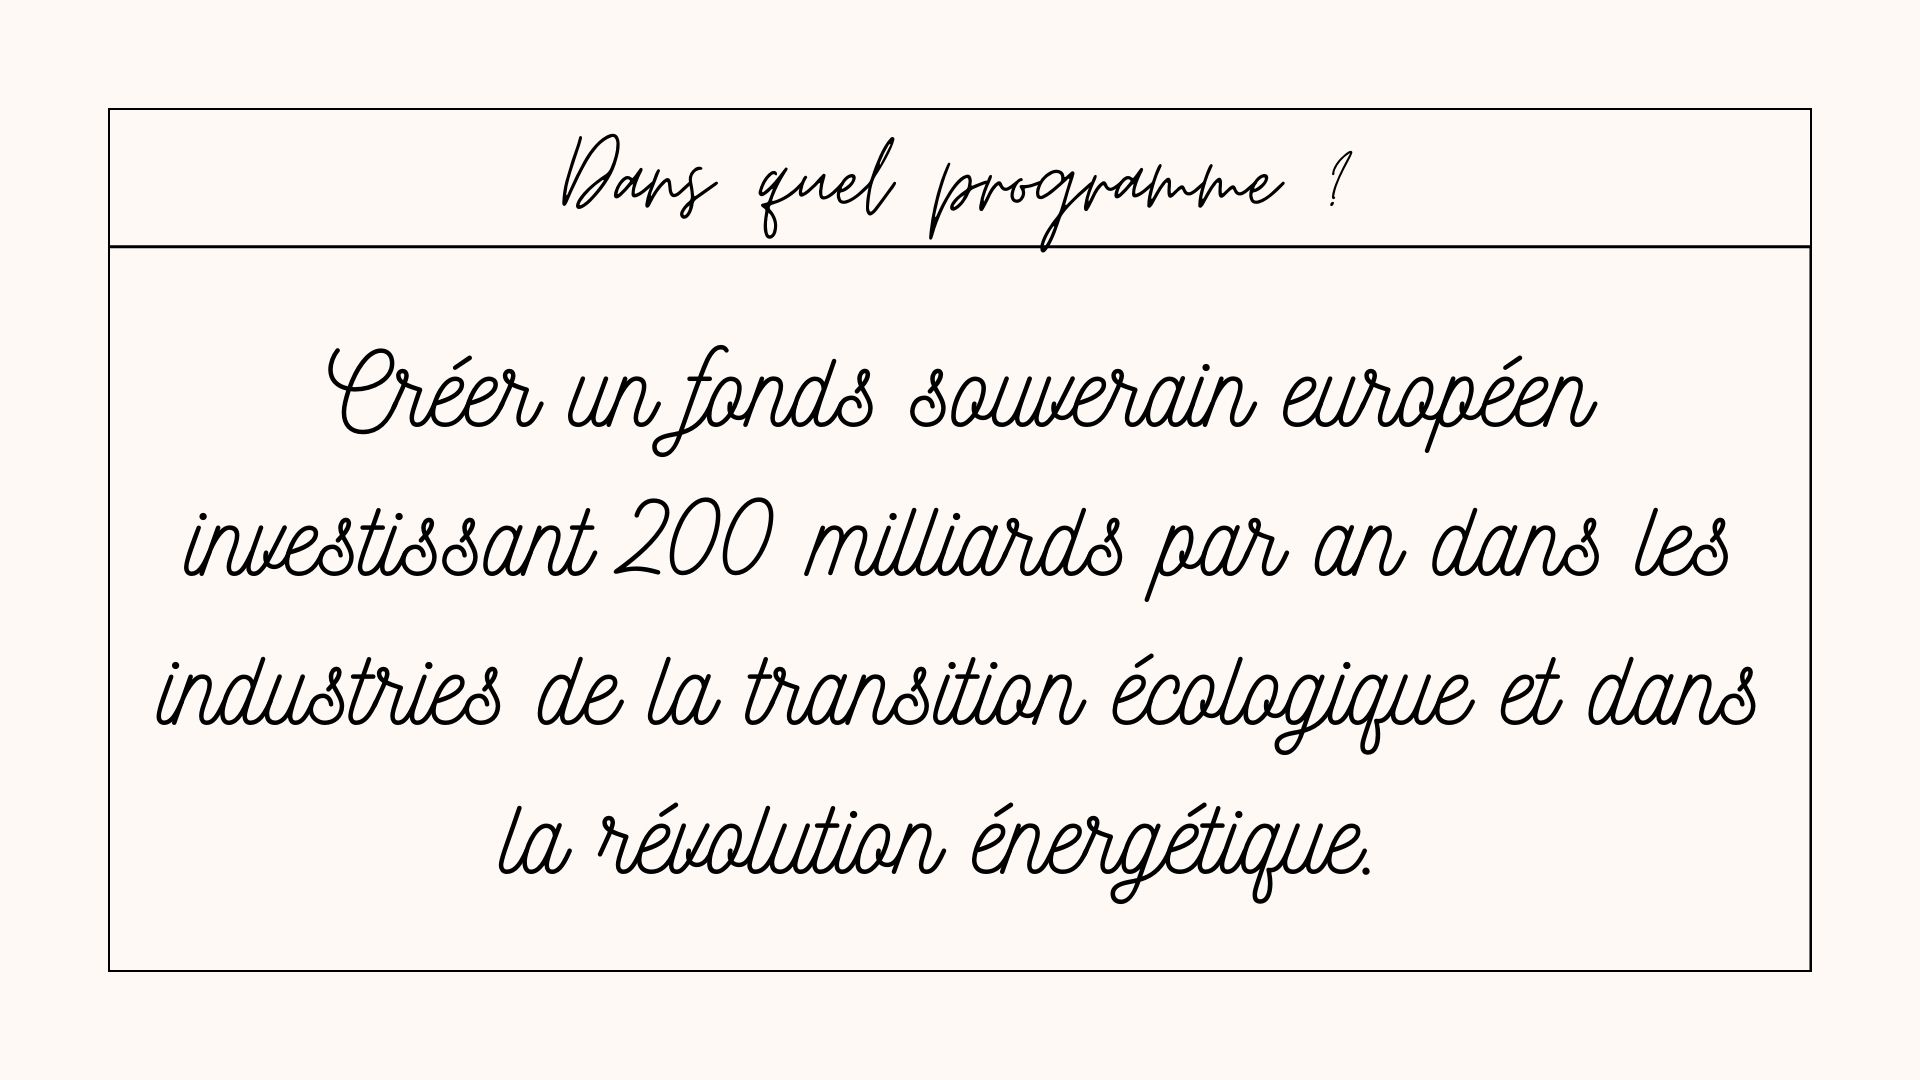 Dans quel programme ?
Créer un fonds souverain européen
investissant 200 milliards par an dans les
industries de la transition écologique et dans
la révolution énergétique.